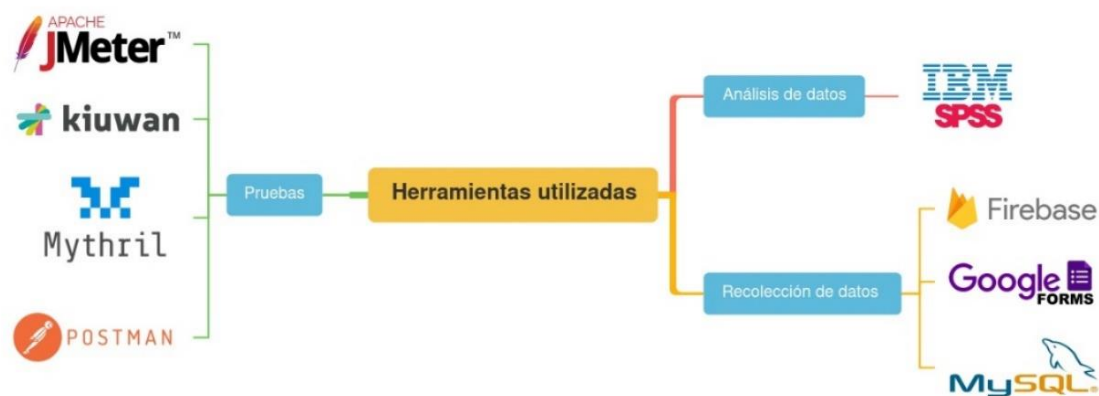 APACHE
JMeter™
kiuwan
Mythril
POSTMAN
Pruebas
Herramientas utilizadas
Análisis de datos
IBM
SPSS
Recolección de datos
Firebase
Google
FORMS
MySQL®